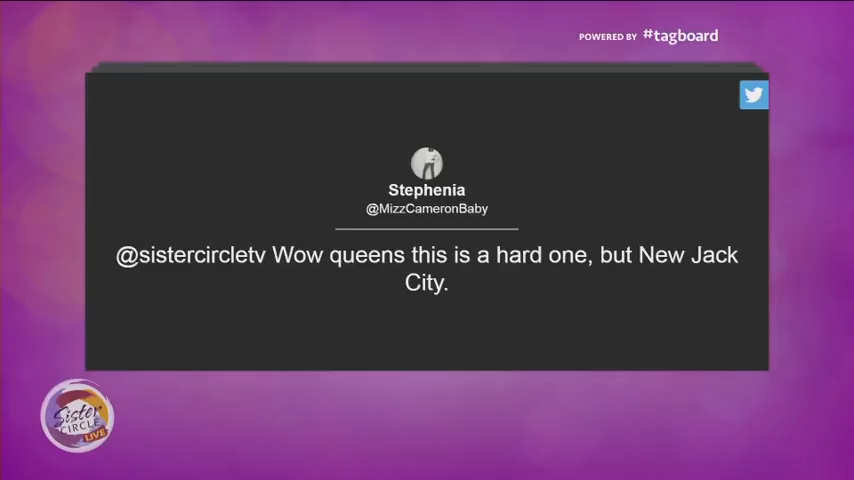 POWERED BY #tagboard
Stephenia
@MizzCameronBaby
@sistercircletv Wow queens this is a hard one, but New Jack
City.
Sister
CIRCLE
LIVE